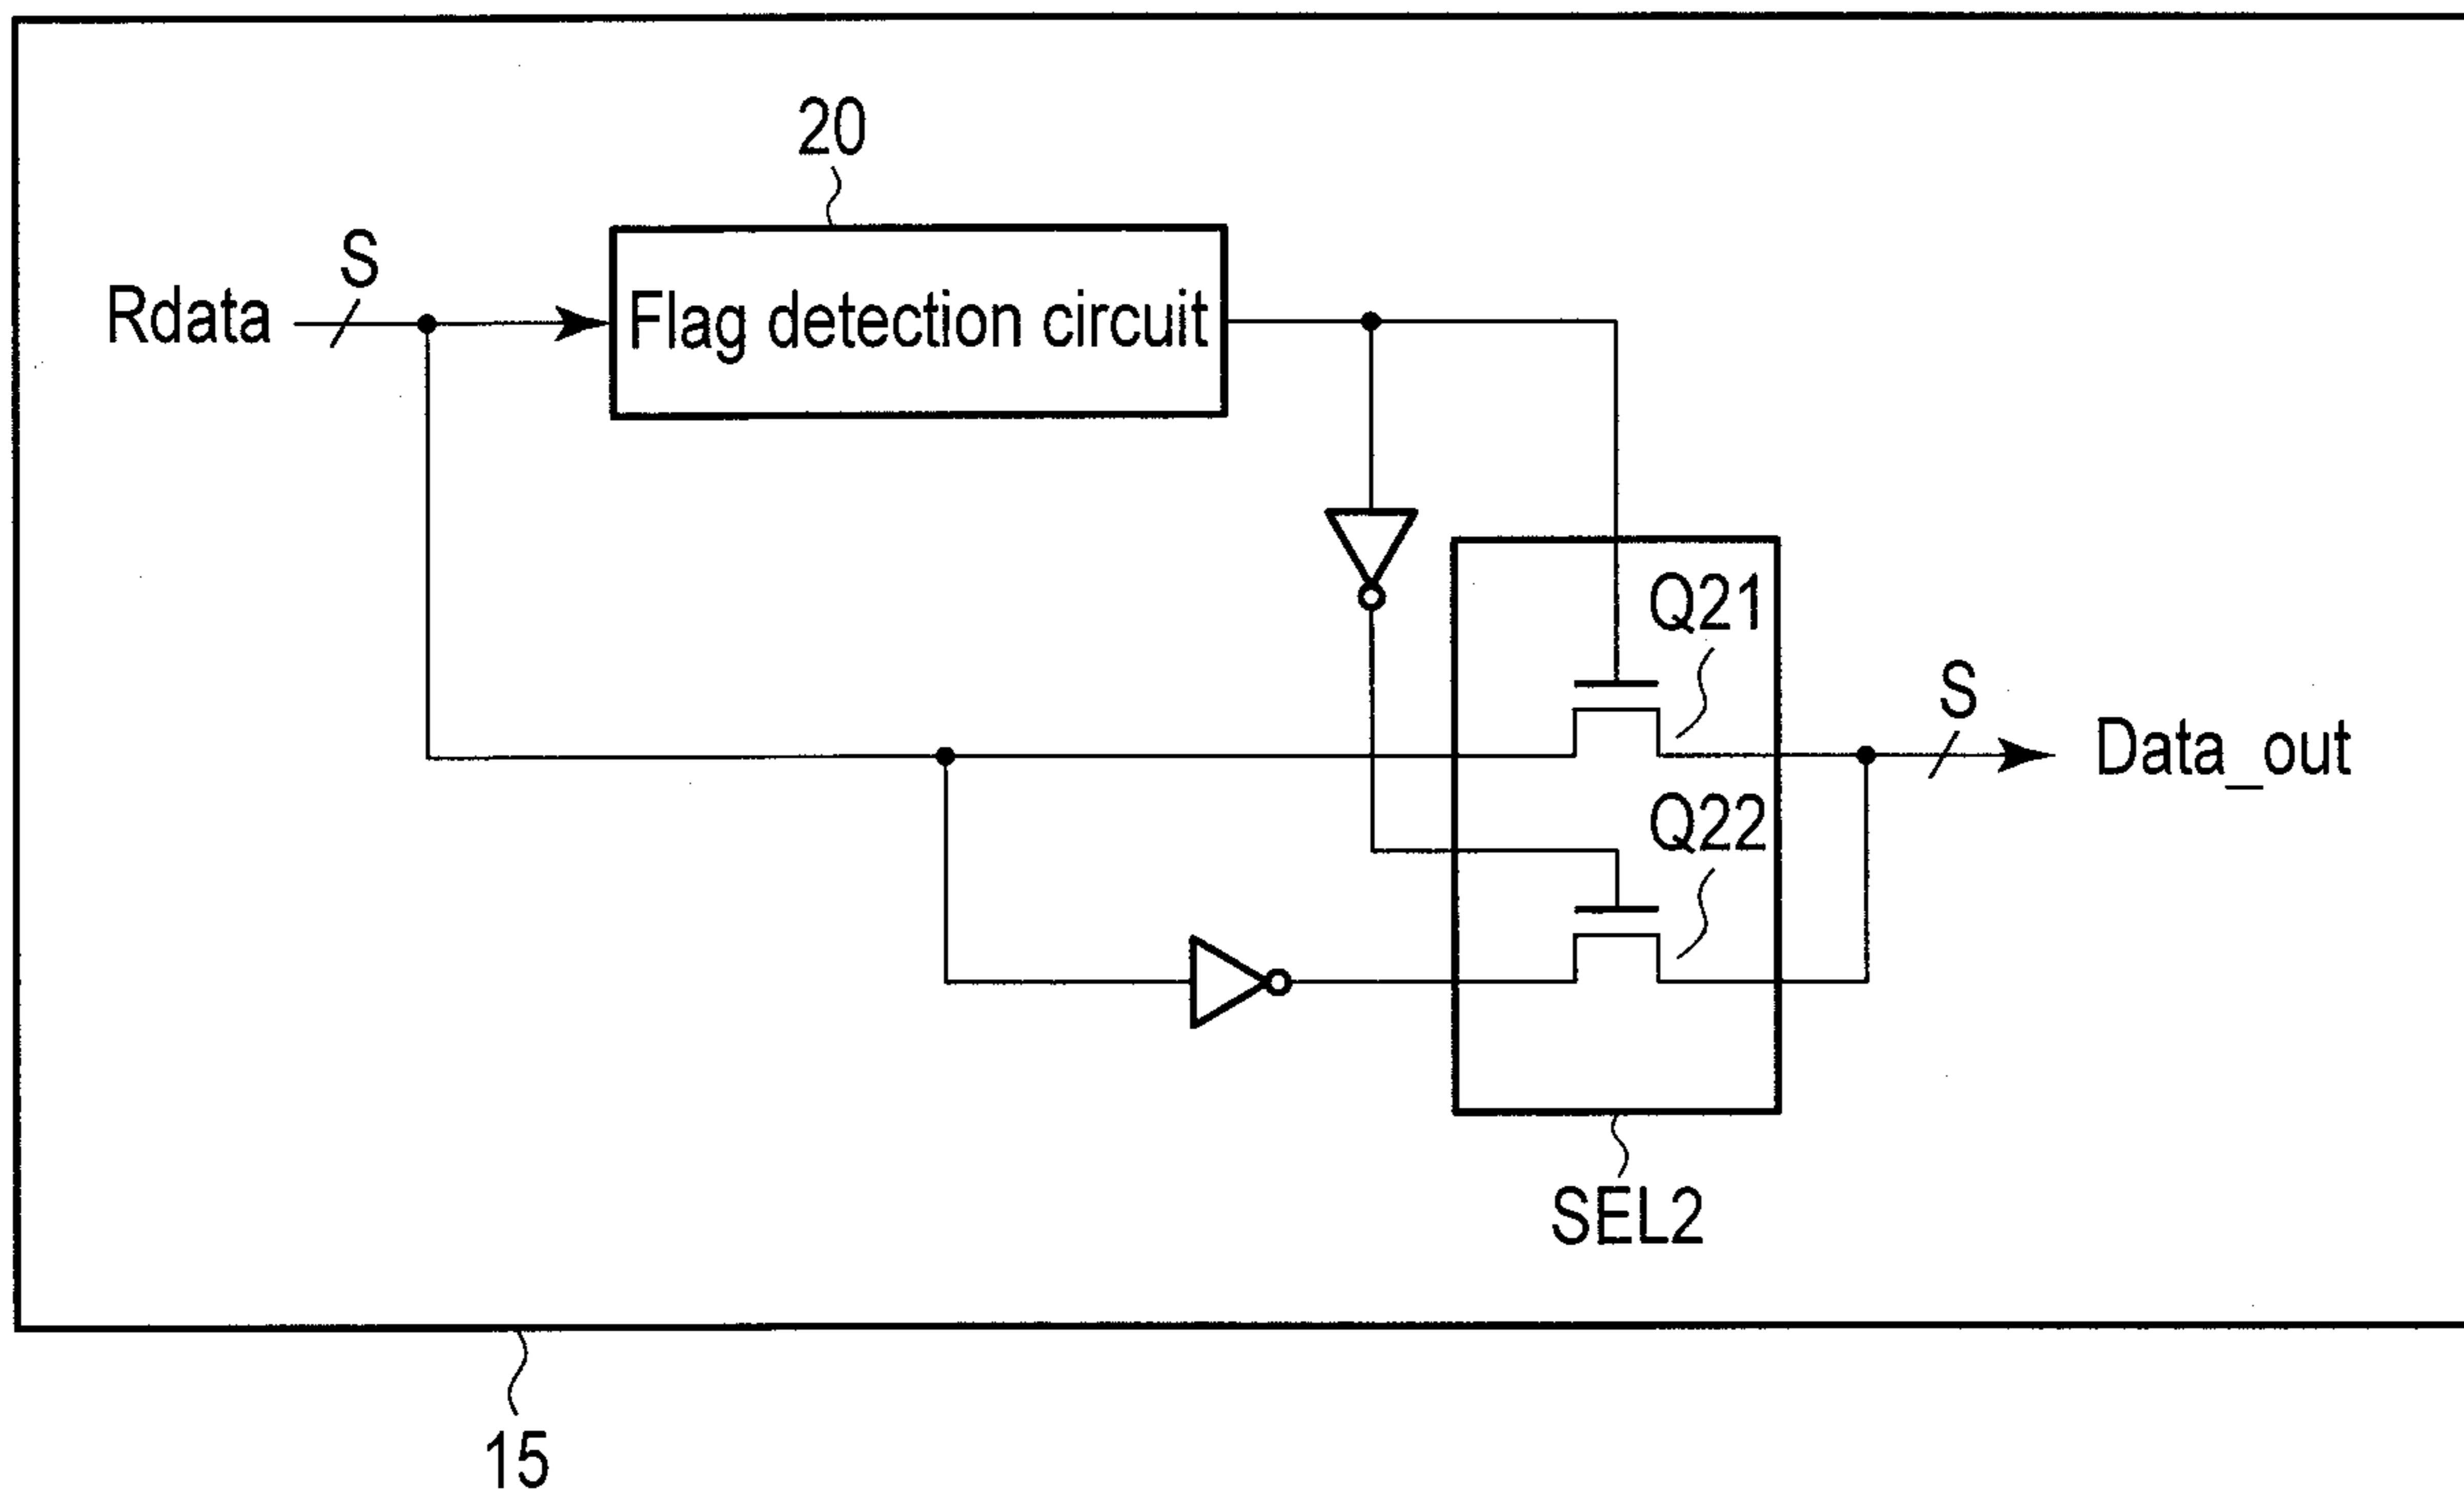 20
S
Rdata
Flag detection circuit
Q21
S
Data_out
Q22
SEL2
15